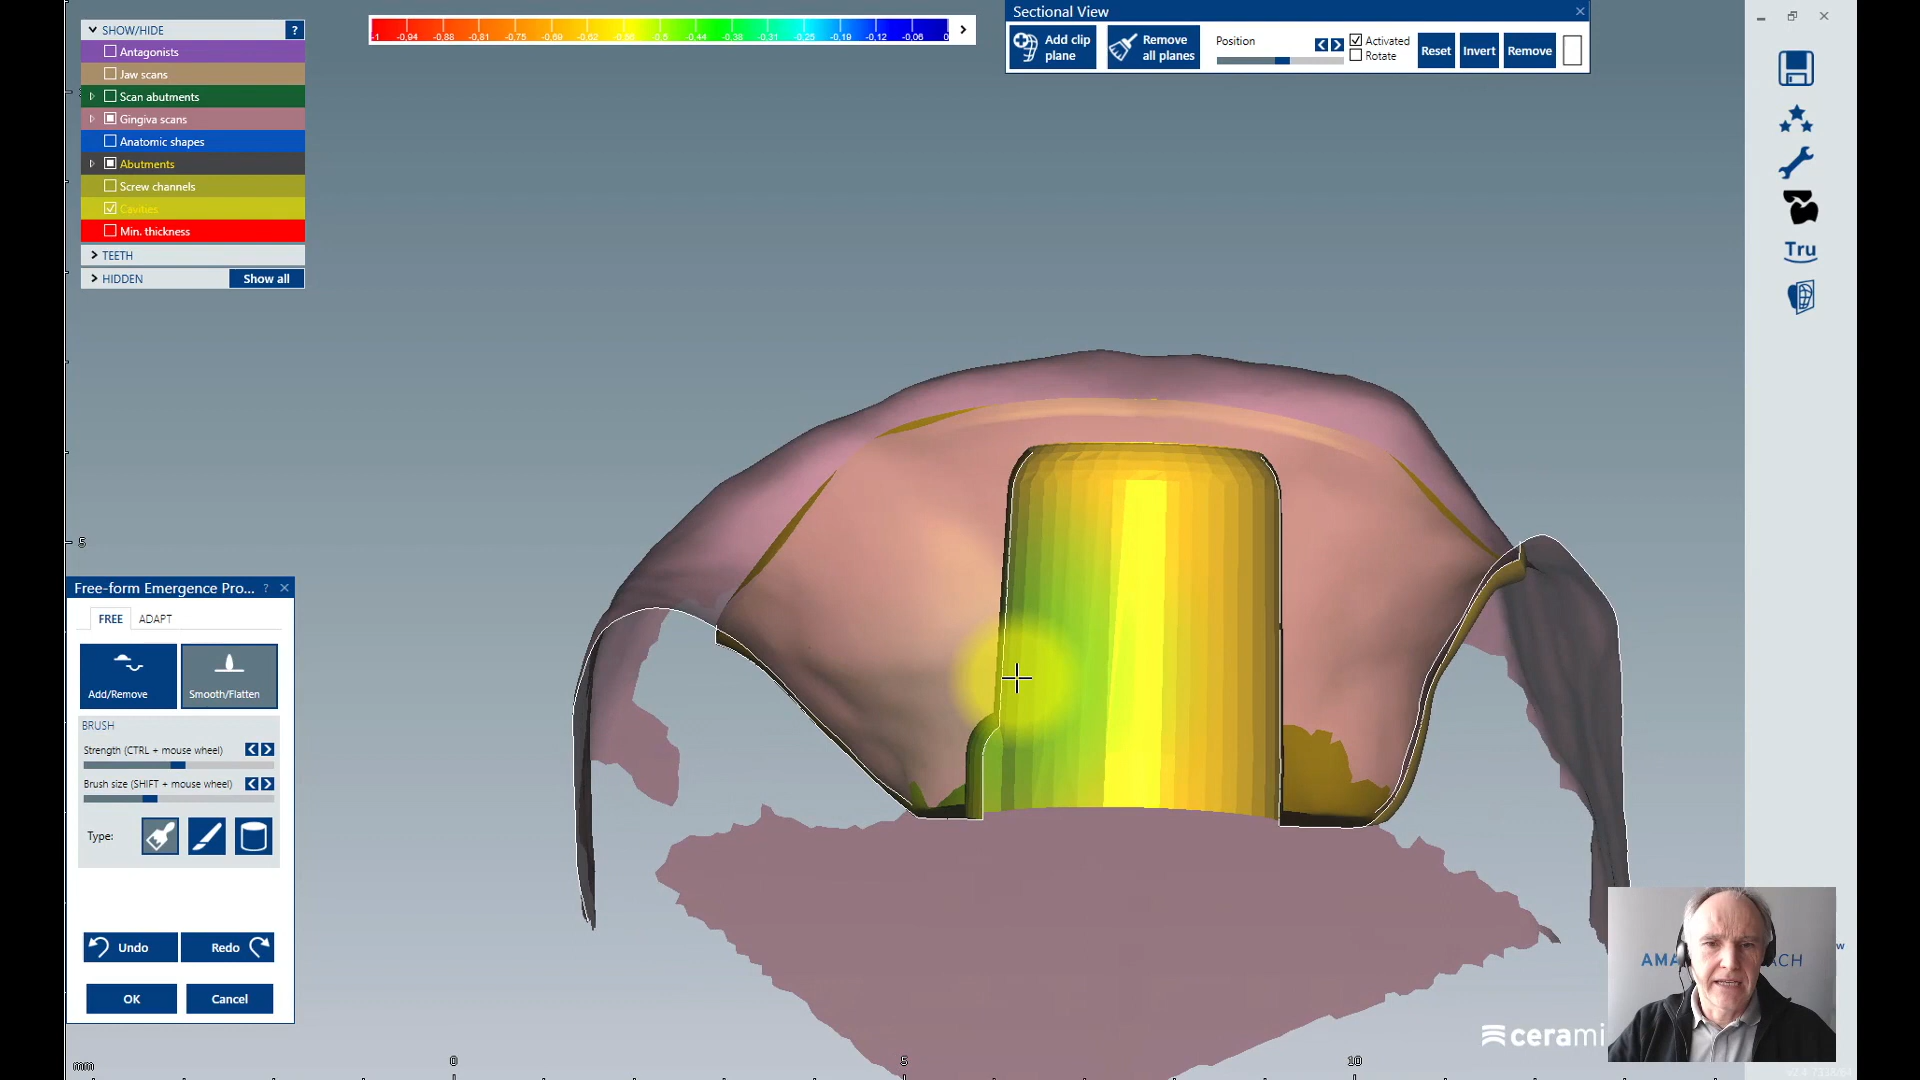 SHOW/HIDE
?
Antagonists
Jaw scans
Scan abutments
Gingiva scans
Anatomic shapes
Abutments
Screw channels
Cavities
Min. thickness
TEETH
HIDDEN
Show all
-1 -0,94 -0,88 -0,81 -0,75 -0,69 -0,62 -0,56 -0,5 -0,44 -0,38 -0,31 -0,25 -0,19 -0,12 -0,06 0
Sectional View
Add clip
plane
Remove
all planes
Position
Activated
Rotate
Reset
Invert
Remove
Tru
5
Free-form Emergence Pro...
?
FREE
ADAPT
Add/Remove
Smooth/Flatten
BRUSH
Strength (CTRL + mouse wheel)
Brush size (SHIFT + mouse wheel)
Type:
Undo
Redo
OK
Cancel
mm
0
5
10
cerami
AMA
ACH
w